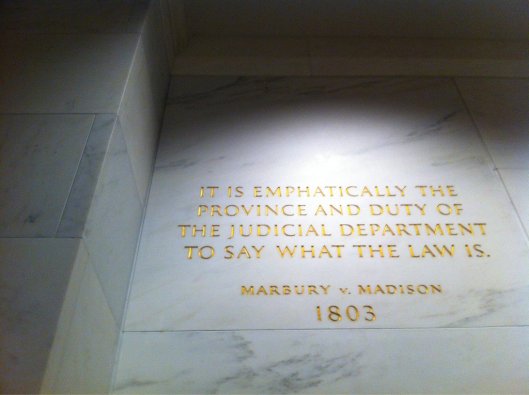 IT IS EMPHATICALLY THE
PROVINCE AND DUTY OF
THE JUDICIAL DEPARTMENT
TO SAY WHAT THE LAW IS.
MARBURY v. MADISON
1803